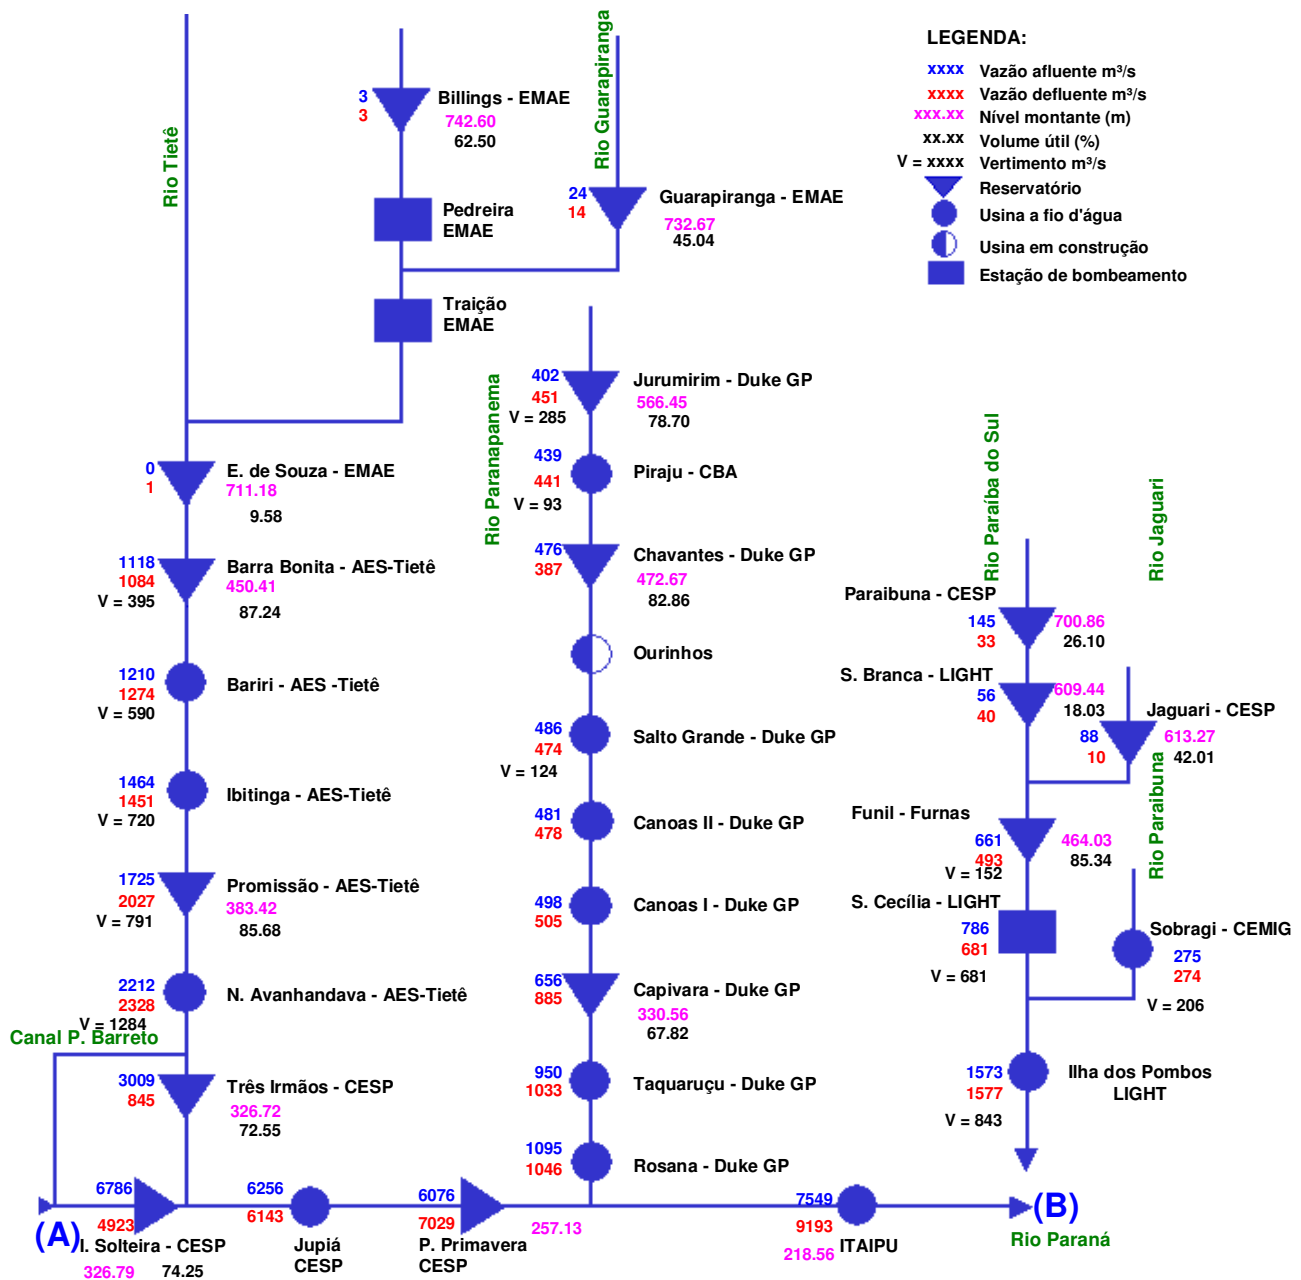 LEGENDA:
xxxx Vazão afluente m³/s
xxxx Vazão defluente m³/s
xxx.xx Nível montante (m)
xx.xx Volume útil (%)
V = xxxx Vertimento m³/s
Reservatório
Usina a fio d'água
Usina em construção
Estação de bombeamento
Rio Tietê
3
3
Billings - EMAE
742.60
62.50
Pedreira
EMAE
Rio Guarapiranga
24
14
Guarapiranga - EMAE
732.67
45.04
Traição
EMAE
0
1
E. de Souza - EMAE
711.18
9.58
1118
1084
V = 395
Barra Bonita - AES-Tietê
450.41
87.24
1210
1274
V = 590
Bariri - AES -Tietê
1464
1451
V = 720
Ibitinga - AES-Tietê
1725
2027
V = 791
Promissão - AES-Tietê
383.42
85.68
2212
2328
V = 1284
N. Avanhandava - AES-Tietê
Canal P. Barreto
3009
845
Três Irmãos - CESP
326.72
72.55
Rio Paranapanema
402
451
V = 285
Jurumirim - Duke GP
566.45
78.70
439
441
V = 93
Piraju - CBA
476
387
Chavantes - Duke GP
472.67
82.86
Ourinhos
486
474
V = 124
Salto Grande - Duke GP
481
478
Canoas II - Duke GP
498
505
Canoas I - Duke GP
656
885
Capivara - Duke GP
330.56
67.82
950
1033
Taquaruçu - Duke GP
1095
1046
Rosana - Duke GP
Rio Paraíba do Sul
Rio Jaguari
Paraibuna - CESP
145
33
700.86
26.10
S. Branca - LIGHT
56
40
609.44
18.03
Jaguari - CESP
88
10
613.27
42.01
Rio Paraibuna
Funil - Furnas
661
493
V = 152
464.03
85.34
S. Cecília - LIGHT
786
681
V = 681
Sobragi - CEMIG
275
274
V = 206
1573
1577
V = 843
Ilha dos Pombos
LIGHT
(A)
6786
4923
I. Solteira - CESP
326.79 74.25
6256
6143
Jupiá
CESP
6076
7029
P. Primavera
CESP
257.13
7549
9193
218.56
ITAIPU
(B)
Rio Paraná